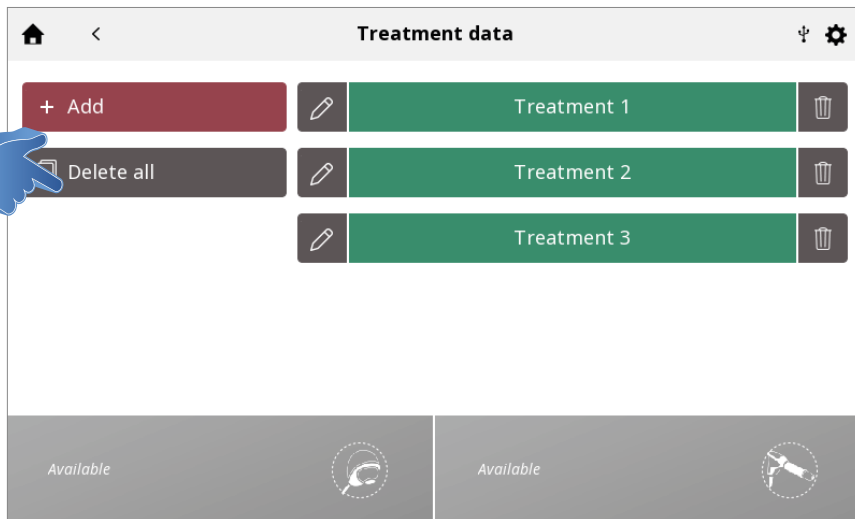 Treatment data
+ Add
Delete all
Treatment 1
Treatment 2
Treatment 3
Available
Available